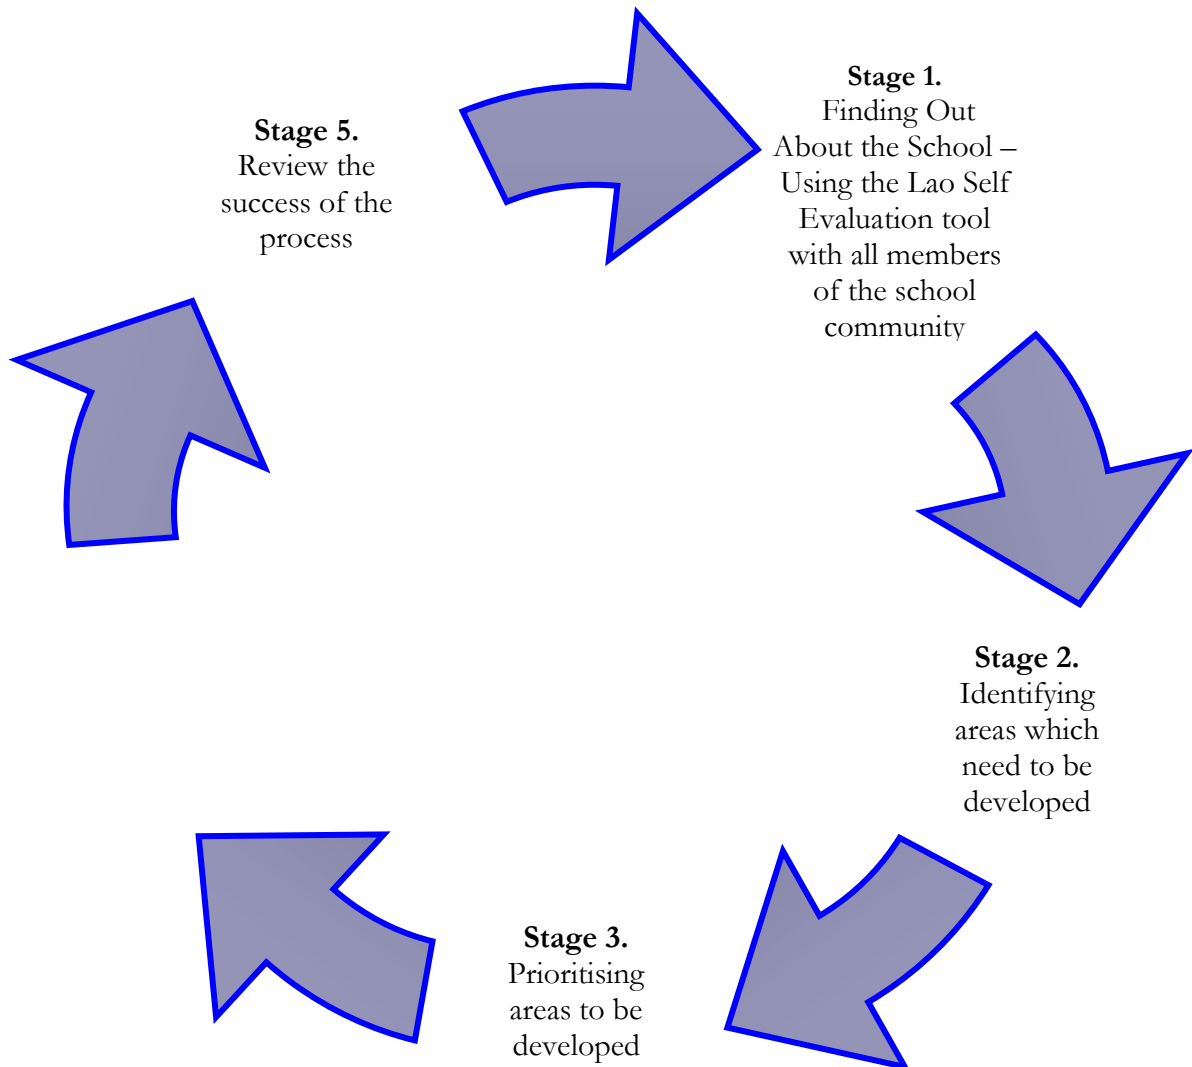 Stage 1.
Finding Out
About the School –
Using the Lao Self
Evaluation tool
with all members
of the school
community
Stage 2.
Identifying
areas which
need to be
developed
Stage 3.
Prioritising
areas to be
developed
Stage 5.
Review the
success of the
process